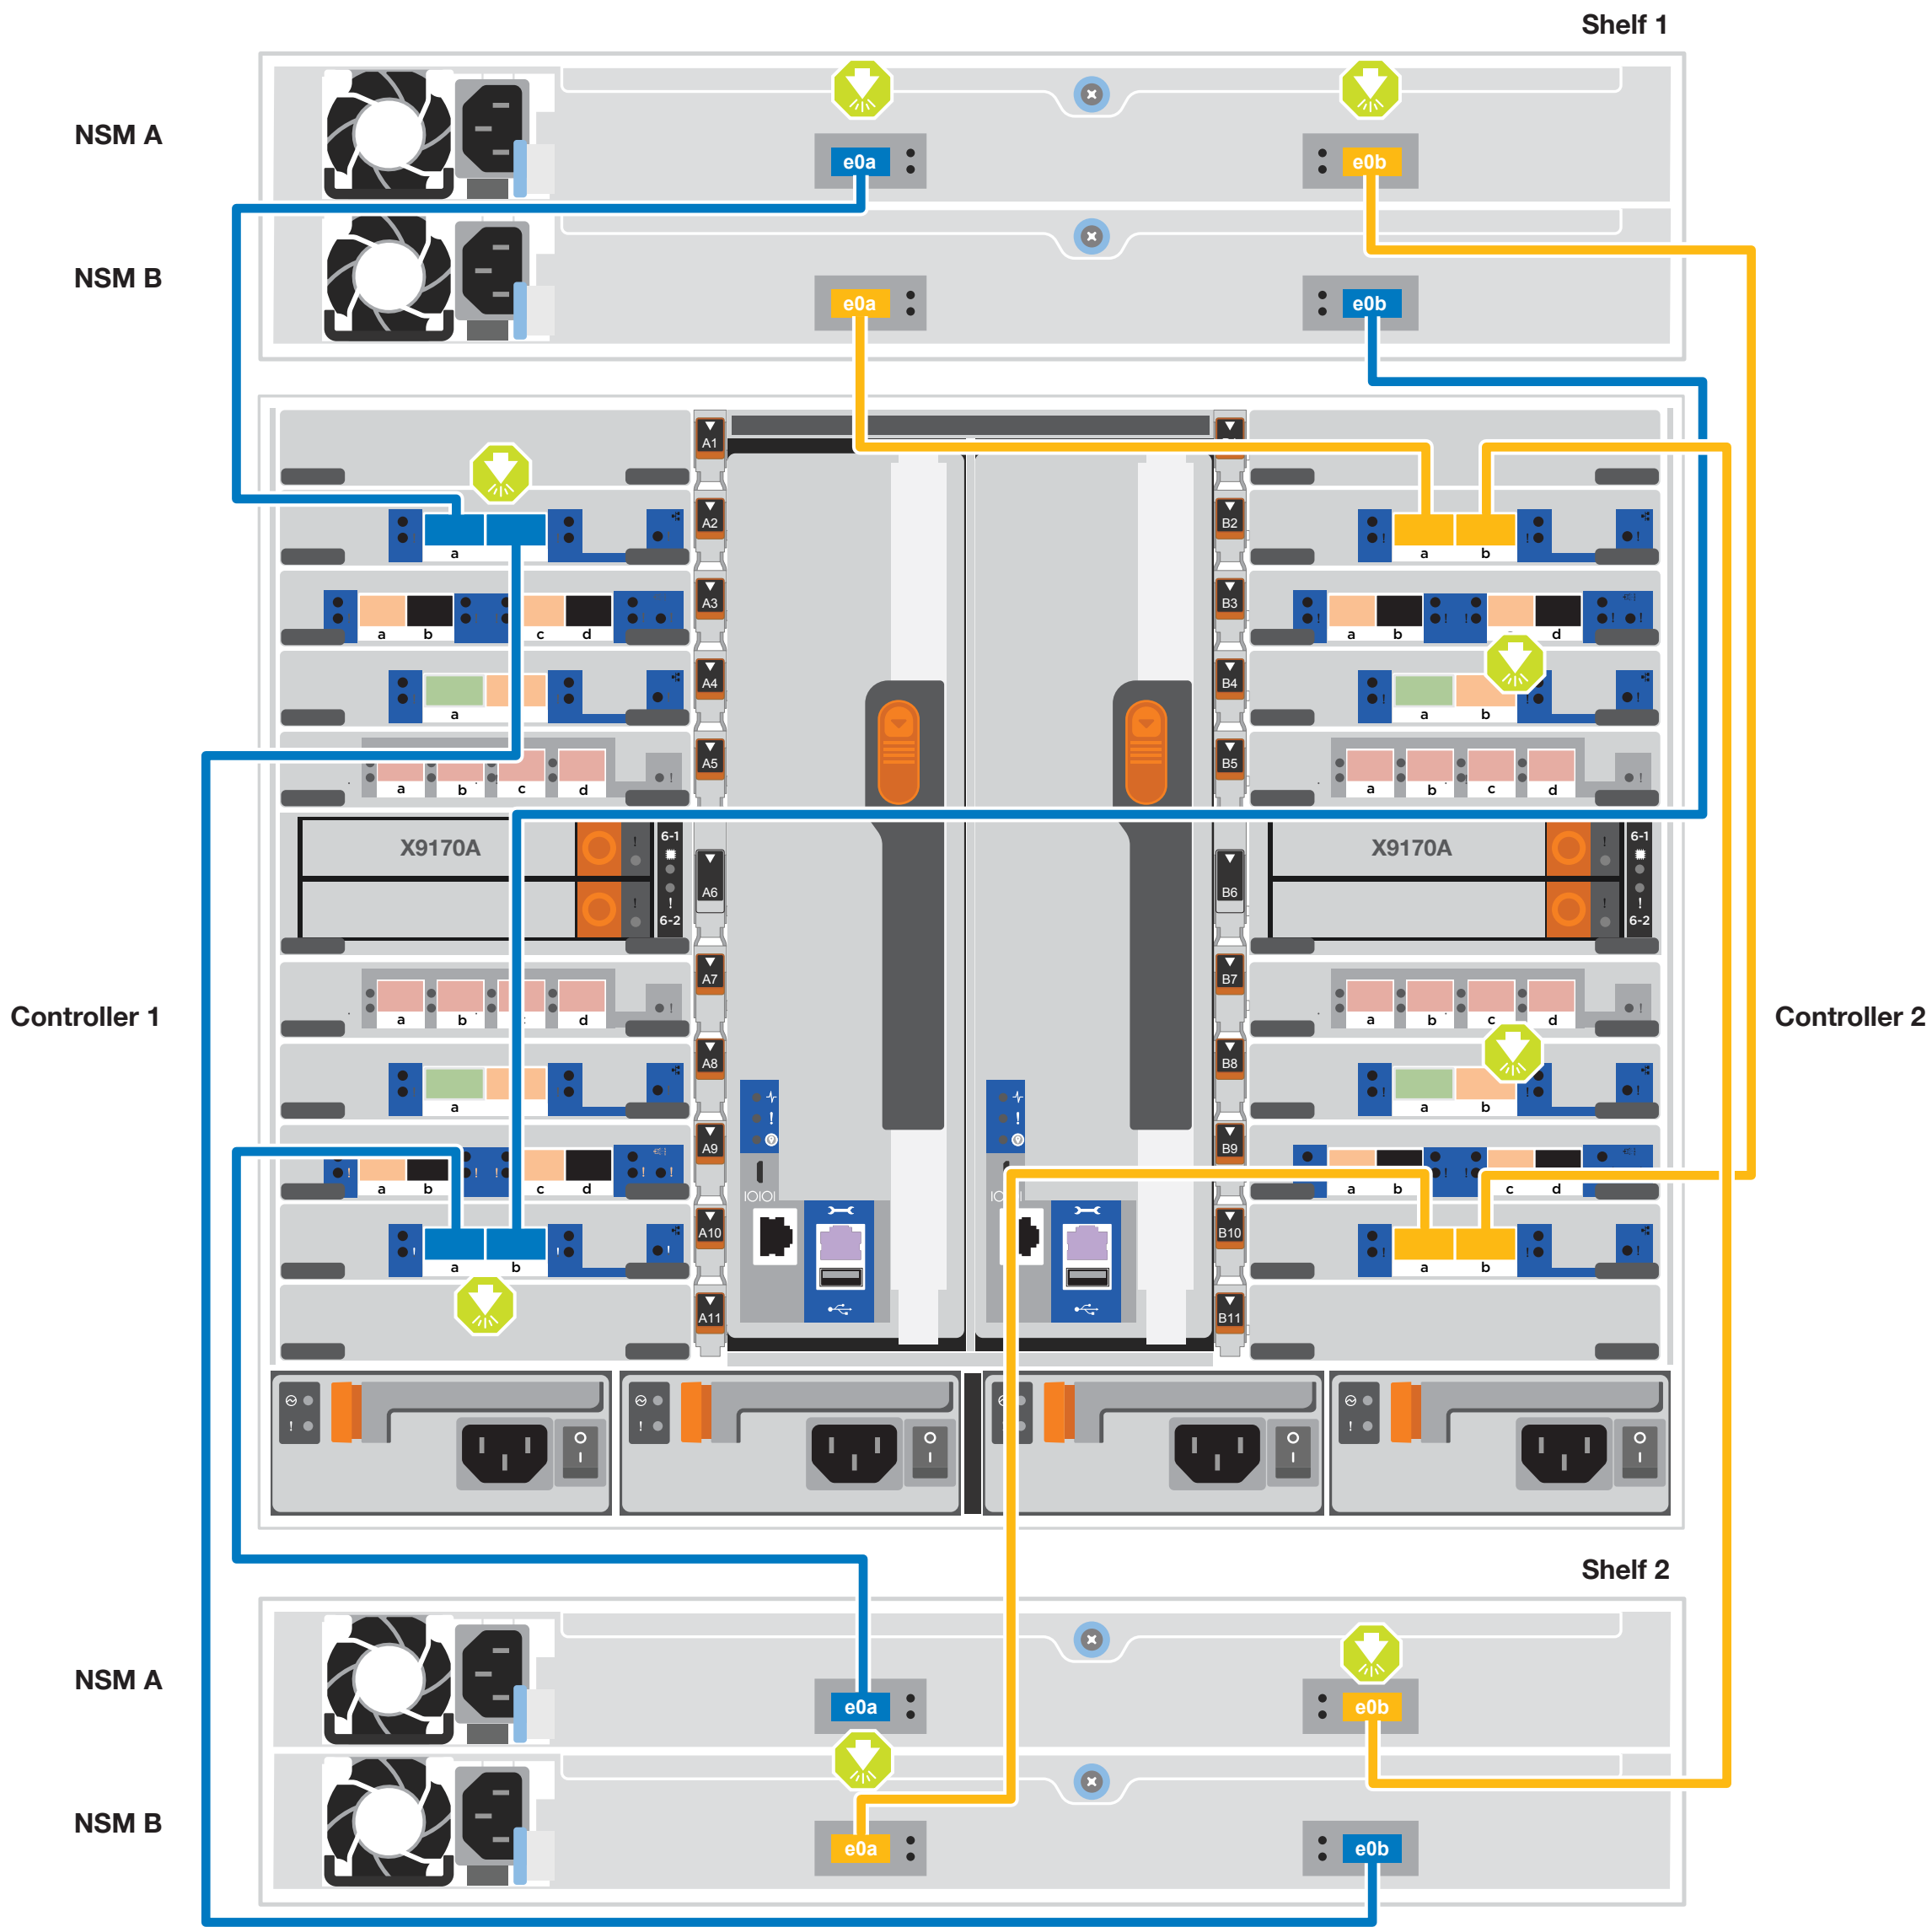 Shelf 1
NSM A
e0a e0b
NSM B
e0a e0b
A1
A2 B2
a a b
A3 B3
a b c d a b d
A4 B4
a a b
A5 B5
a b c d a b c d
X9170A 6-1 X9170A 6-1
A6 B6
6-2 6-2
A7 B7
a b d a b c d
Controller 1 Controller 2
A8 B8
a a b
A9 B9
a b c d a b c d
IOIOI
A10 B10
a b a b
A11 B11
Shelf 2
NSM A
e0a e0b
NSM B
e0a e0b